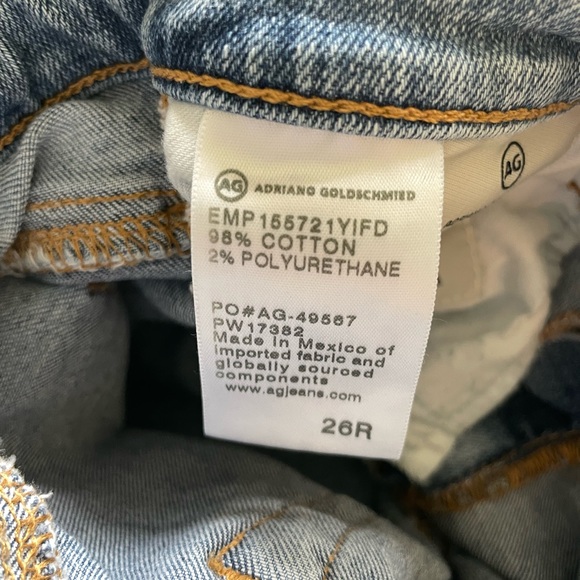 AG ADRIANO GOLDSCHMIED
AG
EMP155721YIFD
98% COTTON
2% POLYURETHANE
PO#AG-49567
PW17382
Made in Mexico of
imported fabric and
globally sourced
components
www.agjeans.com
26R